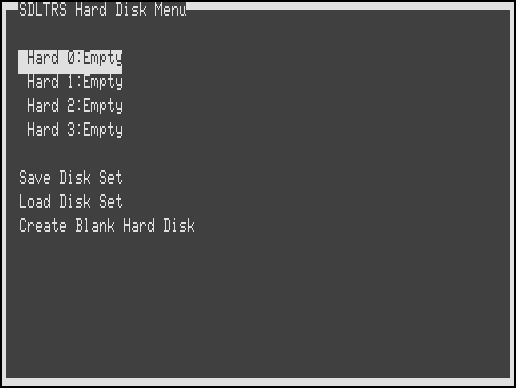 SDLTRS Hard Disk Menu
Hard 0:Empty
Hard 1:Empty
Hard 2:Empty
Hard 3:Empty
Save Disk Set
Load Disk Set
Create Blank Hard Disk